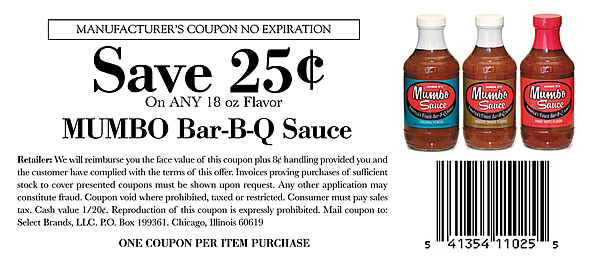 MANUFACTURER'S COUPON NO EXPIRATION
Save 25¢
On ANY 18 oz Flavor
MUMBO Bar-B-Q Sauce
Retailer: We will reimburse you the face value of this coupon plus 8¢ handling provided you and
the customer have complied with the terms of this offer. Invoices proving purchases of sufficient
stock to cover presented coupons must be shown upon request. Any other application may
constitute fraud. Coupon void where prohibited, taxed or restricted. Consumer must pay sales
tax. Cash value 1/20¢. Reproduction of this coupon is expressly prohibited. Mail coupon to:
Select Brands, LLC. P.O. Box 199361. Chicago, Illinois 60619
ONE COUPON PER ITEM PURCHASE
Mumbo
Sauce
Mumbo
Sauce
Mumbo
Sauce
5 41354 11025 5